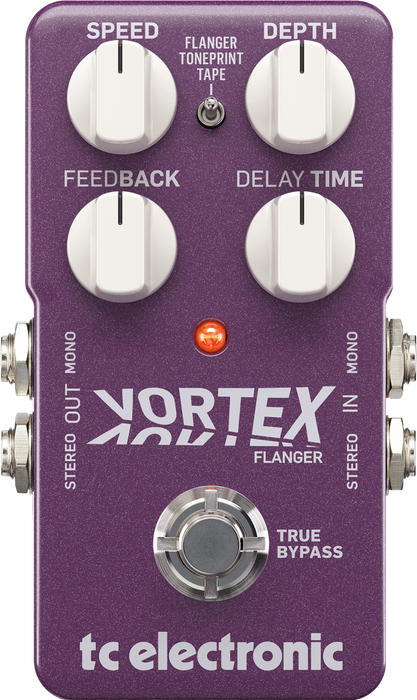 SPEED
DEPTH
FLANGER
TONEPRINT
TAPE
FEEDBACK
DELAY TIME
MONO
STEREO
OUT
MONO
STEREO
IN
VORTEX
FLANGER
TRUE
BYPASS
tc electronic